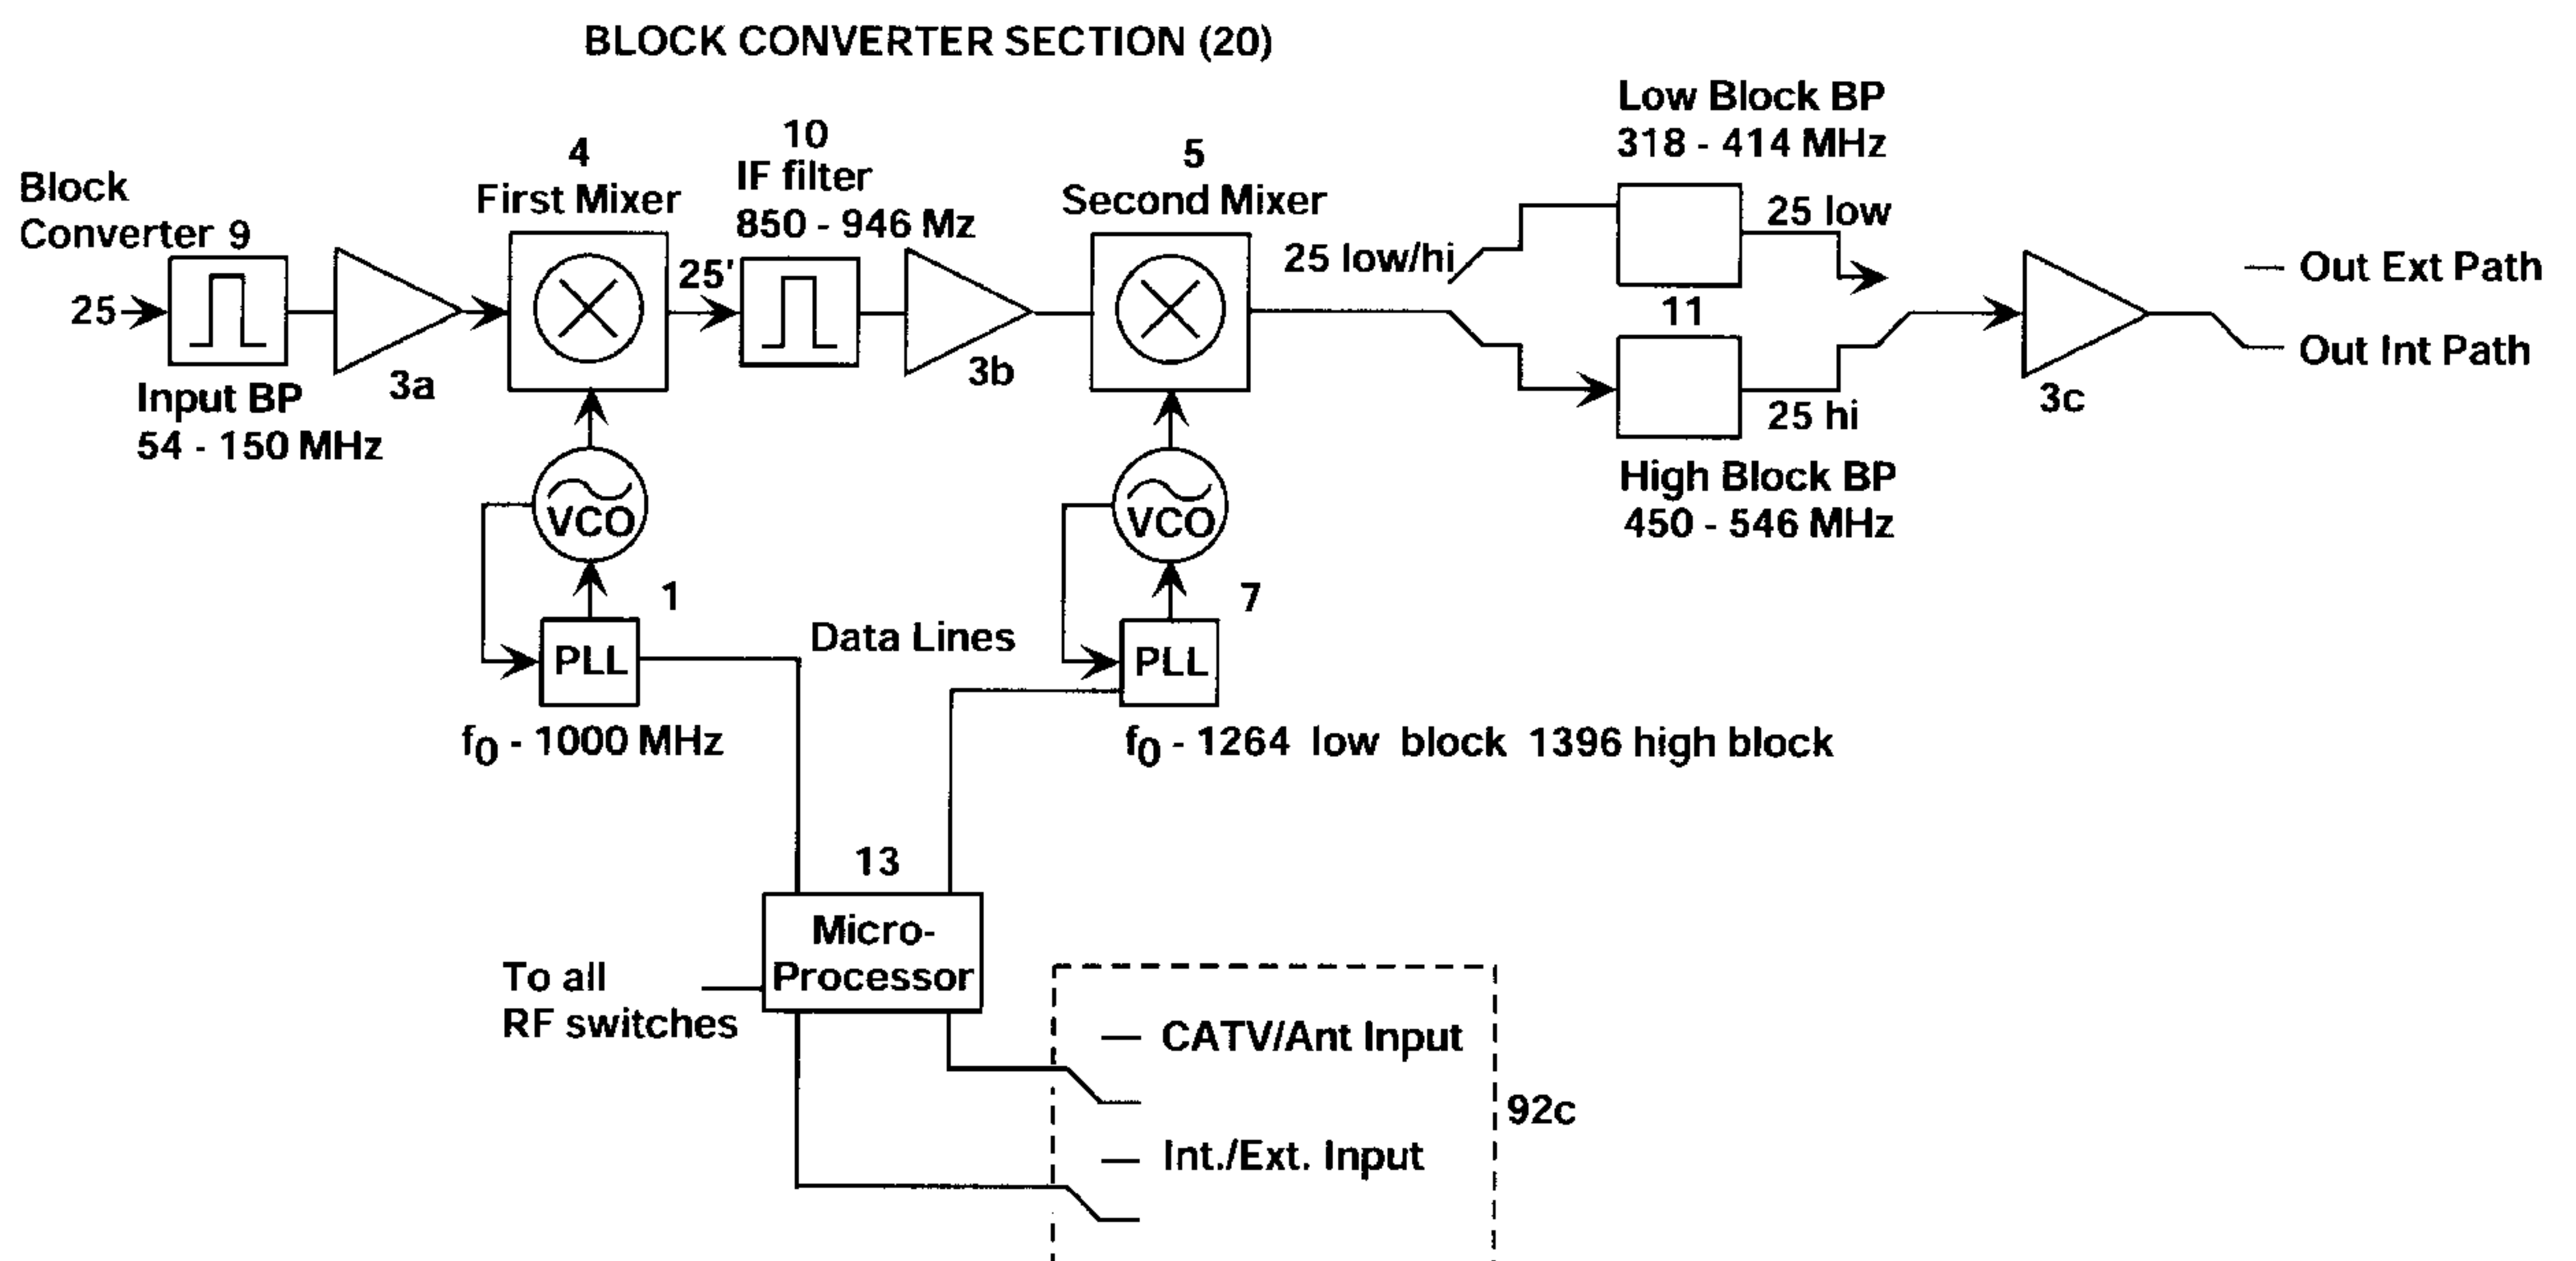 BLOCK CONVERTER SECTION (20)
Low Block BP
318 - 414 MHz
10
IF filter
850 - 946 Mz
4
First Mixer
5
Second Mixer
Block
Converter 9
25
Input BP
54 - 150 MHz
3a
25'
3b
25 low/hi
25 low
11
25 hi
High Block BP
450 - 546 MHz
3c
Out Ext Path
Out Int Path
VCO
VCO
1
7
PLL
Data Lines
PLL
f0 - 1000 MHz
f0 - 1264 low block 1396 high block
13
Micro-
Processor
To all
RF switches
CATV/Ant Input
92c
Int./Ext. Input